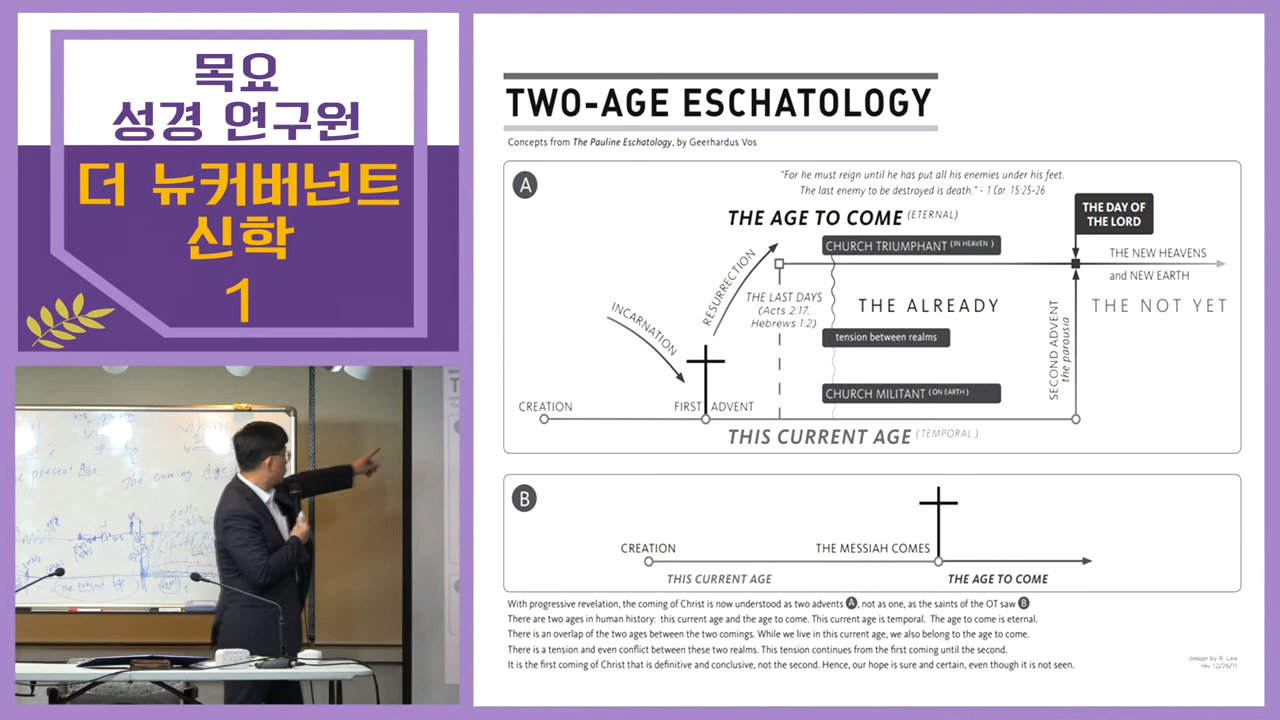 목요
성경 연구원
더 뉴커버넌트
신학
1
TWO-AGE ESCHATOLOGY
Concepts from The Pauline Eschatology, by Geerhardus Vos
A
"For he must reign until he has put all his enemies under his feet.
The last enemy to be destroyed is death." - 1 Cor. 15:25-26
THE AGE TO COME (ETERNAL)
THE DAY OF
THE LORD
CHURCH TRIUMPHANT (IN HEAVEN)
THE NEW HEAVENS
and NEW EARTH
RESURRECTION
INCARNATION
THE LAST DAYS
(Acts 2:17,
Hebrews 1:2)
THE ALREADY
THE NOT YET
tension between realms
SECOND ADVENT
the parousia
CHURCH MILITANT (ON EARTH)
CREATION
FIRST ADVENT
THIS CURRENT AGE (TEMPORAL)
B
CREATION
THE MESSIAH COMES
THIS CURRENT AGE
THE AGE TO COME
With progressive revelation, the coming of Christ is now understood as two advents A, not as one, as the saints of the OT saw B
There are two ages in human history: this current age and the age to come. This current age is temporal. The age to come is eternal.
There is an overlap of the two ages between the two comings. While we live in this current age, we also belong to the age to come.
There is a tension and even conflict between these two realms. This tension continues from the first coming until the second.
It is the first coming of Christ that is definitive and conclusive, not the second. Hence, our hope is sure and certain, even though it is not seen.
design by R. Lira
rev. 12/26/11
present Age
The coming Age
the present age